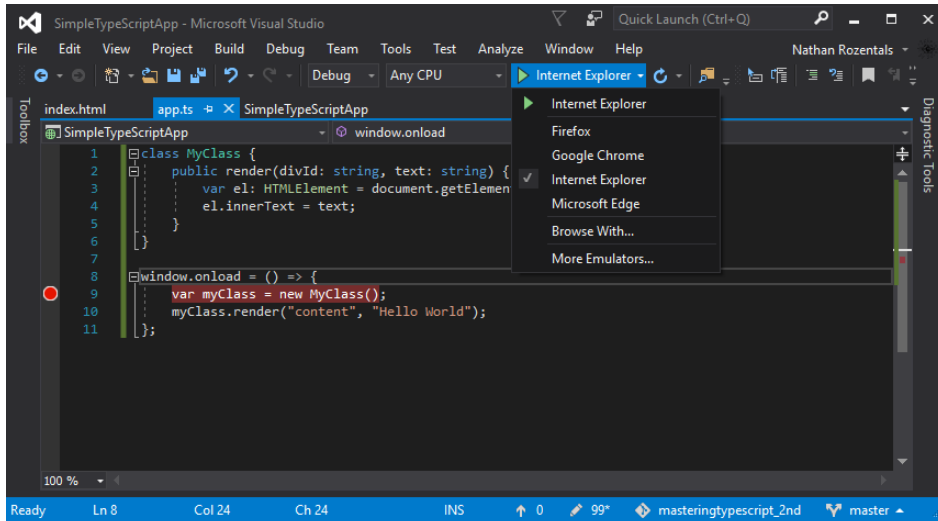 SimpleTypeScriptApp - Microsoft Visual Studio
Quick Launch (Ctrl+Q)
File Edit View Project Build Debug Team Tools Test Analyze Window Help
Nathan Rozentals
Debug Any CPU Internet Explorer
Toolbox
index.html app.ts SimpleTypeScriptApp
SimpleTypeScriptApp window.onload
1 class MyClass {
2 public render(divId: string, text: string) {
3 var el: HTMLElement = document.getElemen
4 el.innerText = text;
5 }
6 }
7
8 window.onload = () => {
9 var myClass = new MyClass();
10 myClass.render("content", "Hello World");
11 };
Internet Explorer
Firefox
Google Chrome
Internet Explorer
Microsoft Edge
Browse With...
More Emulators...
Diagnostic Tools
100 %
Ready Ln 8 Col 24 Ch 24 INS 0 99* masteringtypescript_2nd master